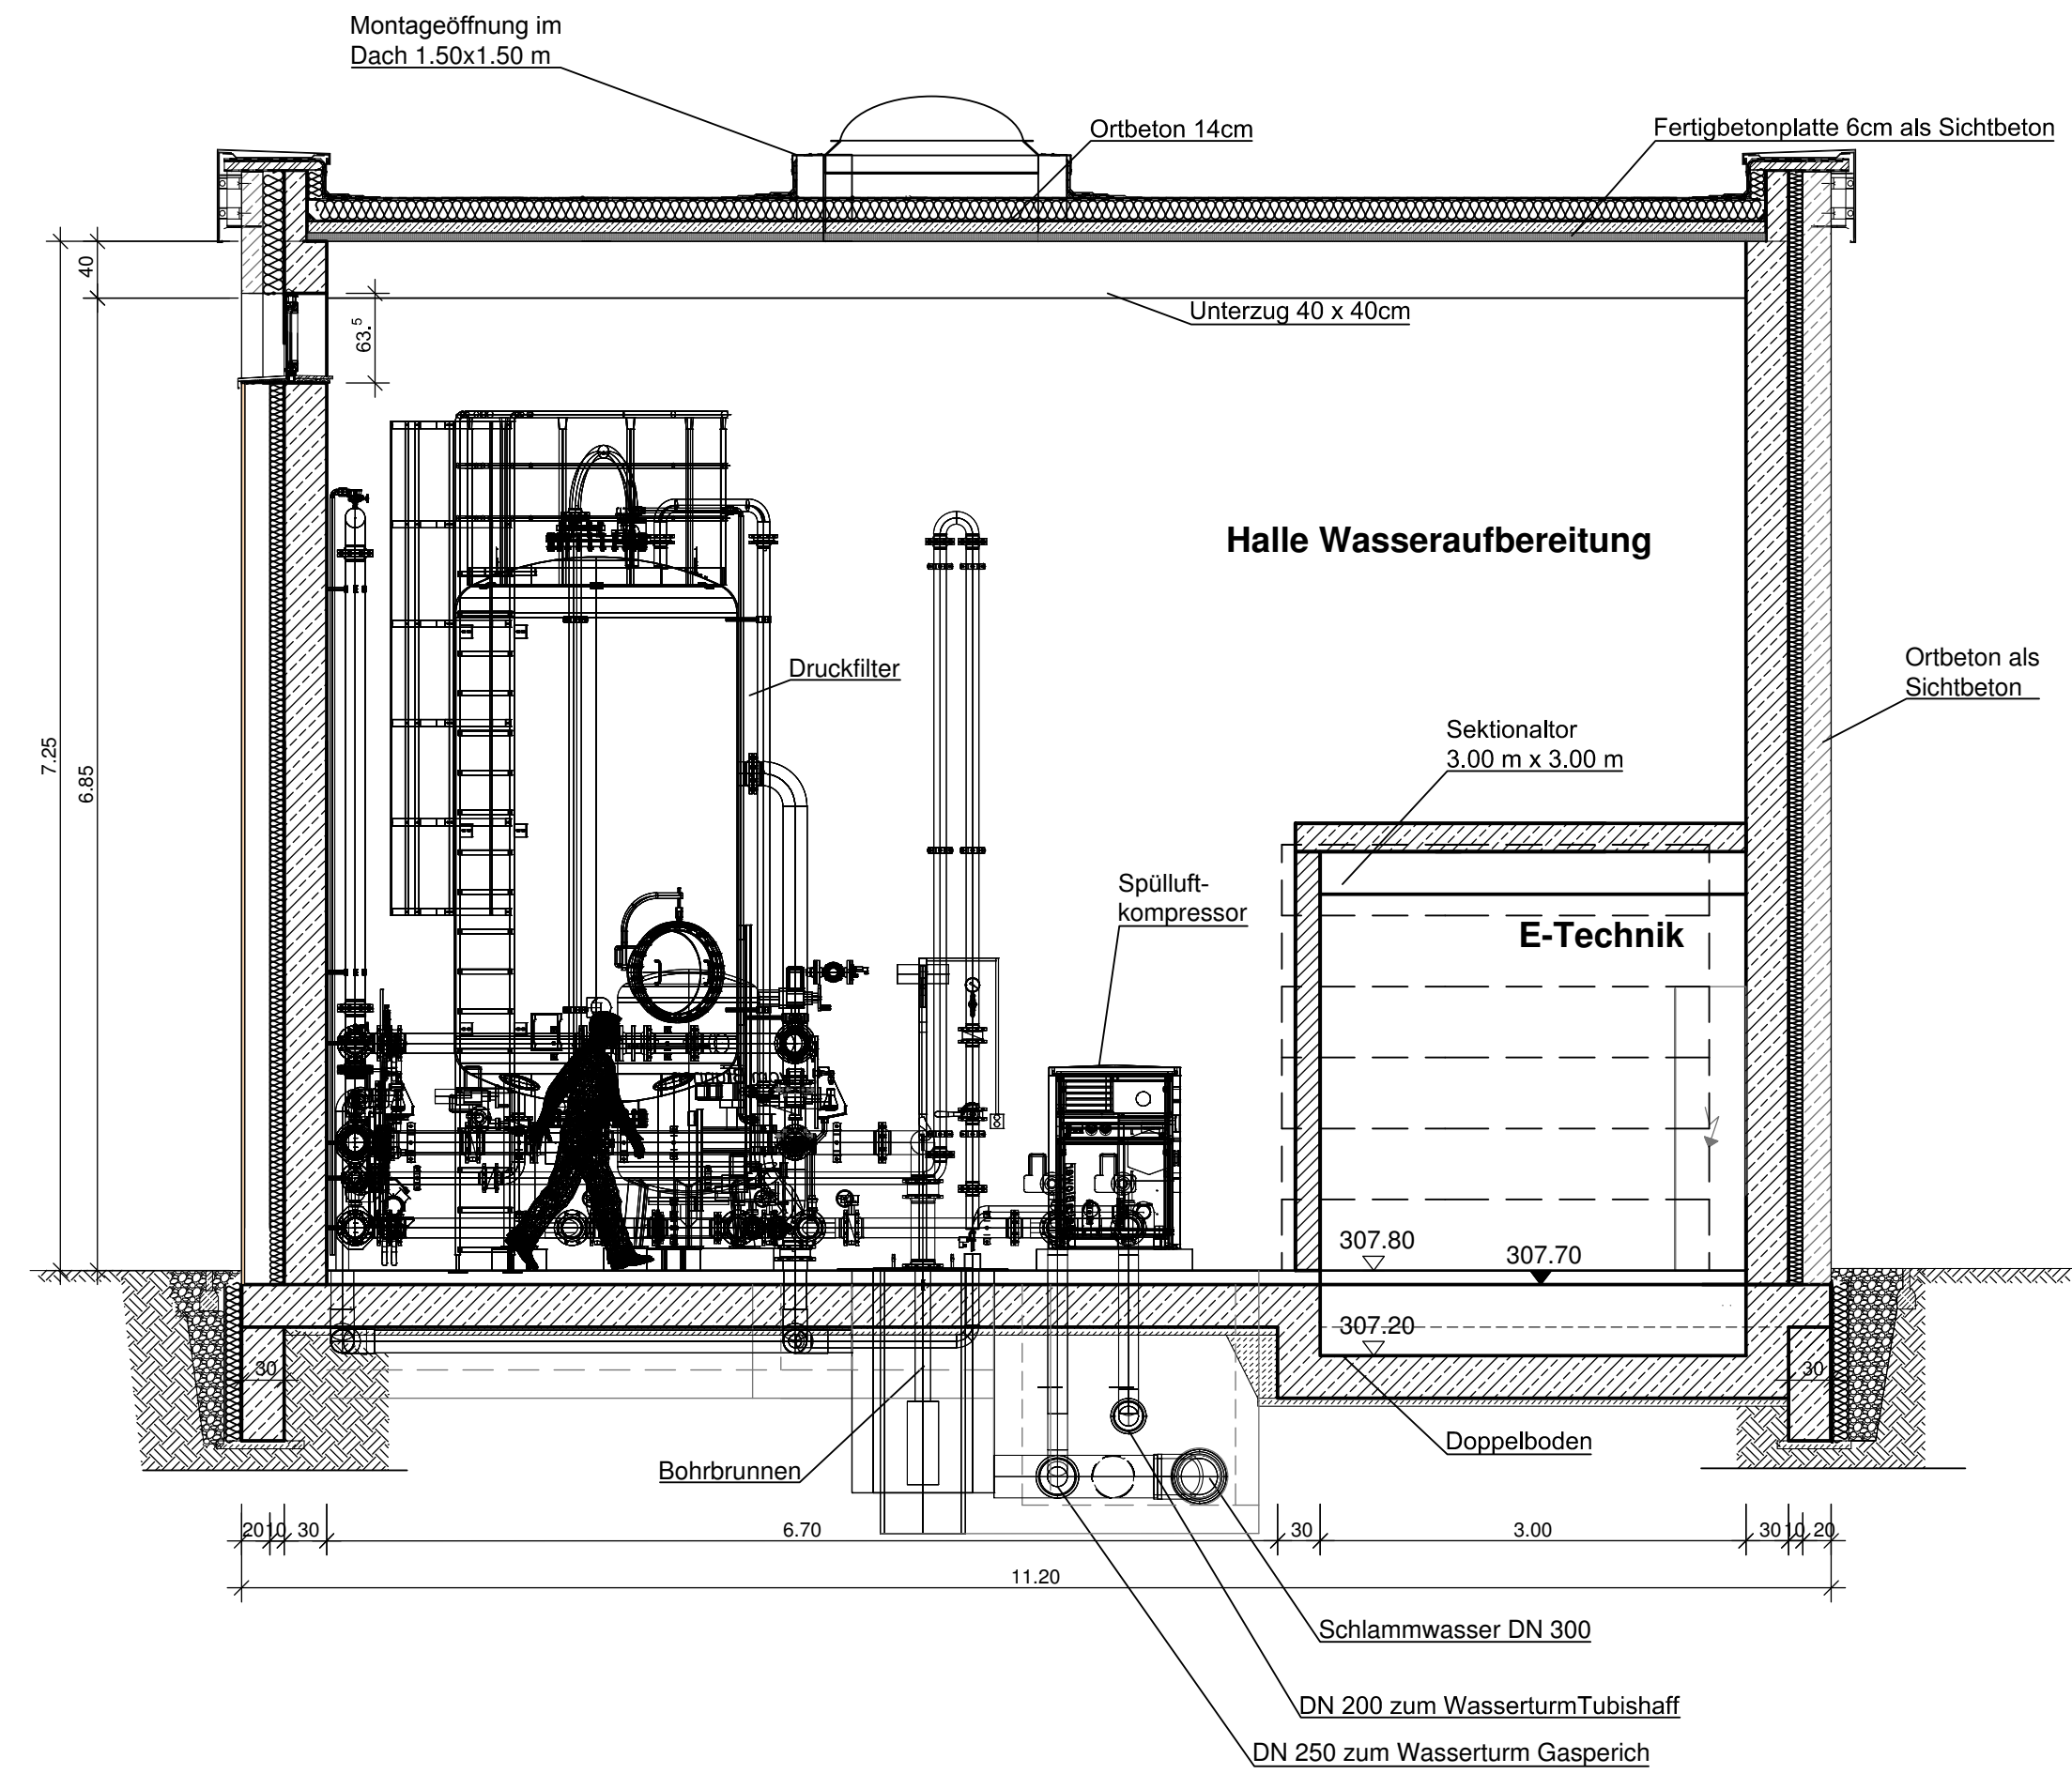 Montageöffnung im
Dach 1.50x1.50 m
Ortbeton 14cm
Fertigbetonplatte 6cm als Sichtbeton
40
Unterzug 40 x 40cm
63.⁵
Halle Wasseraufbereitung
Druckfilter
Ortbeton als
Sichtbeton
Sektionaltor
3.00 m x 3.00 m
7.25
6.85
Spülluft-
kompressor
E-Technik
307.80
307.70
307.20
30
30
Doppelboden
Bohrbrunnen
20 10 30 6.70 30 3.00 30 10 20
11.20
Schlammwasser DN 300
DN 200 zum WasserturmTubishaff
DN 250 zum Wasserturm Gasperich